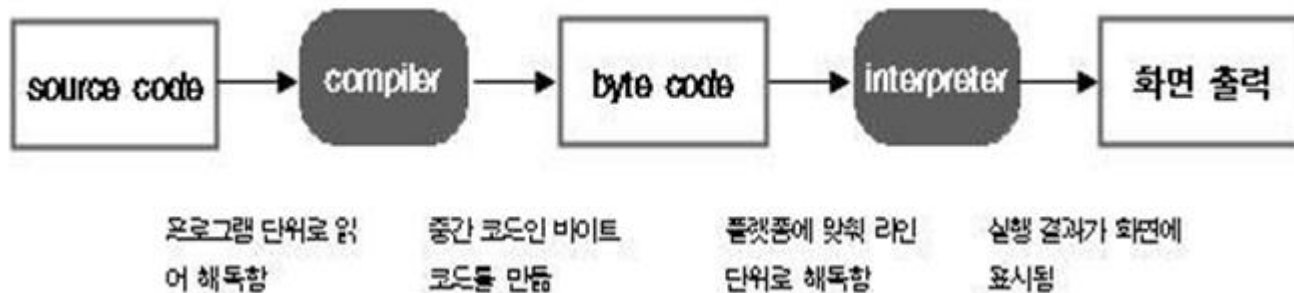 source code
compiler
byte code
interpreter
화면 출력
프로그램 단위로 읽
어 해독함
중간 코드인 바이트
코드를 만듦
플랫폼에 맞춰 라인
단위로 해독함
실행 결과가 화면에
표시됨